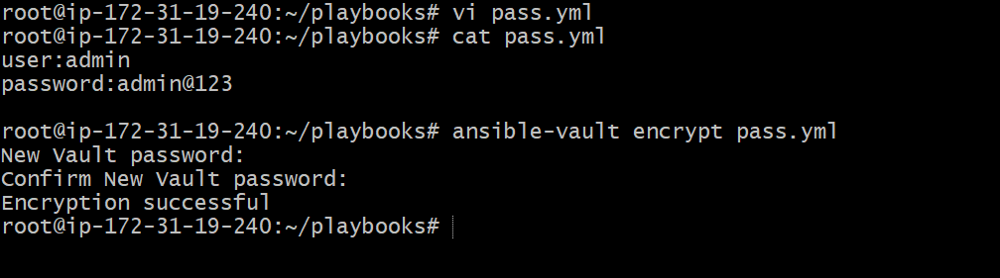 root@ip-172-31-19-240:~/playbooks# vi pass.yml
root@ip-172-31-19-240:~/playbooks# cat pass.yml
user:admin
password:admin@123
root@ip-172-31-19-240:~/playbooks# ansible-vault encrypt pass.yml
New Vault password:
Confirm New Vault password:
Encryption successful
root@ip-172-31-19-240:~/playbooks#